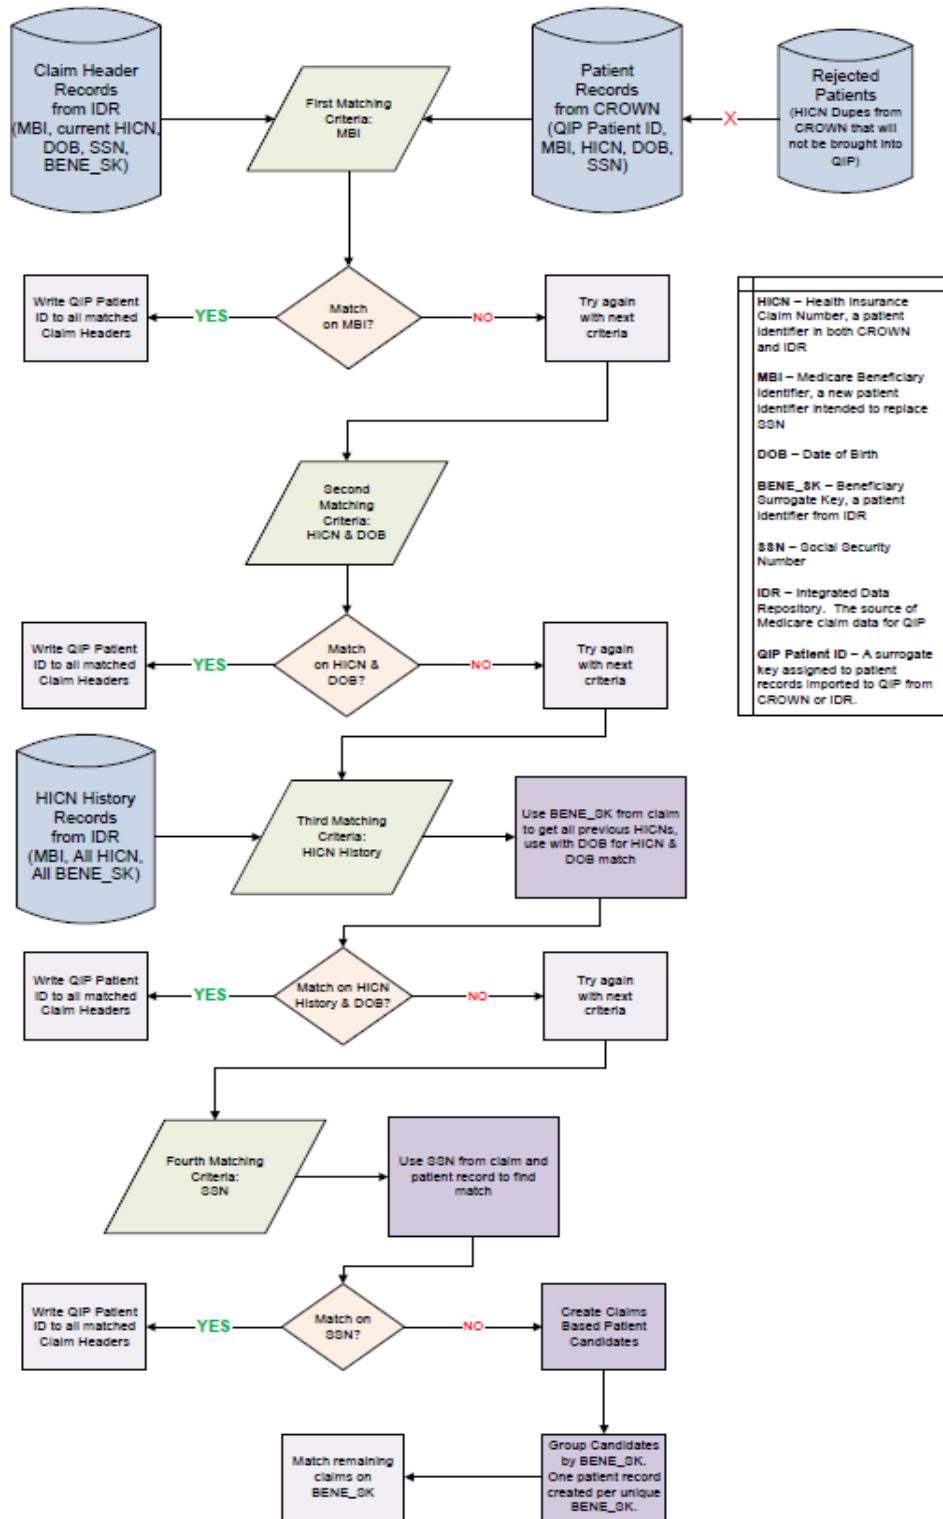 Claim Header
Records
from IDR
(MBI, current HICN,
DOB, SSN,
BENE_SK)
First Matching
Criteria:
MBI
Patient
Records
from CROWN
(QIP Patient ID,
MBI, HICN, DOB,
SSN)
X
Rejected
Patients
(HICN Dupes from
CROWN that will
not be brought into
QIP)
Write QIP Patient
ID to all matched
Claim Headers
YES
Match
on MBI?
NO
Try again
with next
criteria
HICN – Health Insurance
Claim Number, a patient
identifier in both CROWN
and IDR
MBI – Medicare Beneficiary
Identifier, a new patient
identifier intended to replace
SSN
DOB – Date of Birth
BENE_SK – Beneficiary
Surrogate Key, a patient
identifier from IDR
SSN – Social Security
Number
IDR – Integrated Data
Repository. The source of
Medicare claim data for QIP
QIP Patient ID – A surrogate
key assigned to patient
records imported to QIP from
CROWN or IDR.
Second
Matching
Criteria:
HICN & DOB
Write QIP Patient
ID to all matched
Claim Headers
YES
Match
on HICN &
DOB?
NO
Try again
with next
criteria
HICN History
Records
from IDR
(MBI, All HICN,
All BENE_SK)
Third Matching
Criteria:
HICN History
Use BENE_SK from claim
to get all previous HICNs,
use with DOB for HICN &
DOB match
Write QIP Patient
ID to all matched
Claim Headers
YES
Match on HICN
History & DOB?
NO
Try again
with next
criteria
Fourth Matching
Criteria:
SSN
Use SSN from claim and
patient record to find
match
Write QIP Patient
ID to all matched
Claim Headers
YES
Match on
SSN?
NO
Create Claims
Based Patient
Candidates
Match remaining
claims on
BENE_SK
Group Candidates
by BENE_SK.
One patient record
created per unique
BENE_SK.